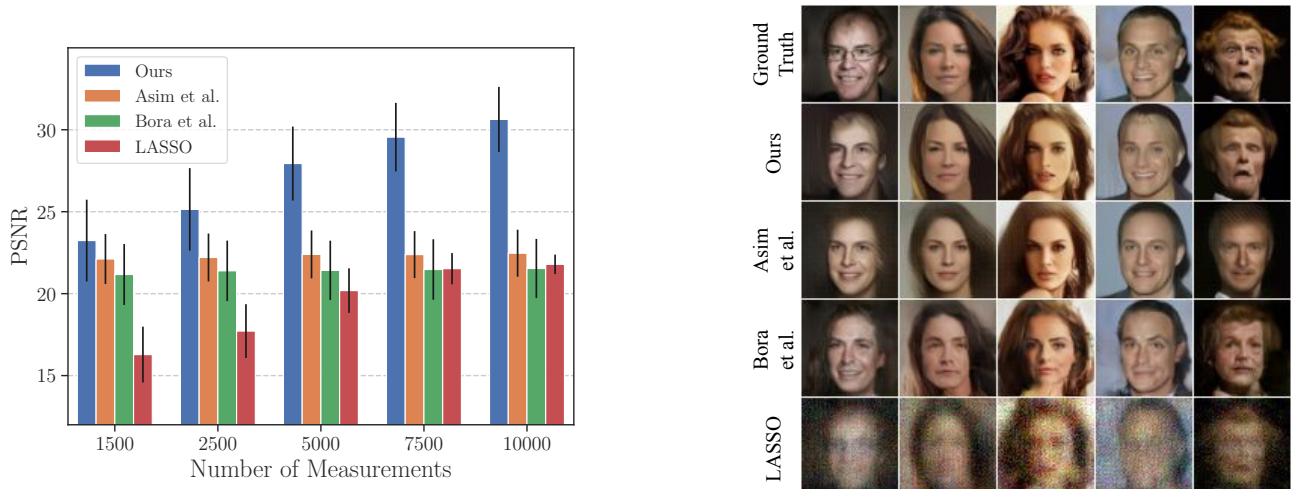 Ours
Asim et al.
Bora et al.
LASSO
PSNR
30
25
20
15
1500 2500 5000 7500 10000
Number of Measurements
Ground
Truth
Ours
Asim
et al.
Bora
et al.
LASSO